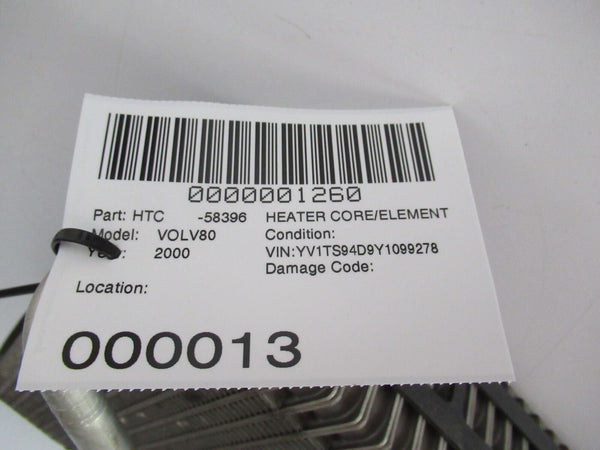 0000001260
Part: HTC -58396 HEATER CORE/ELEMENT
Model: VOLV80 Condition:
2000 VIN:YV1TS94D9Y1099278
Damage Code:
Location:
000013